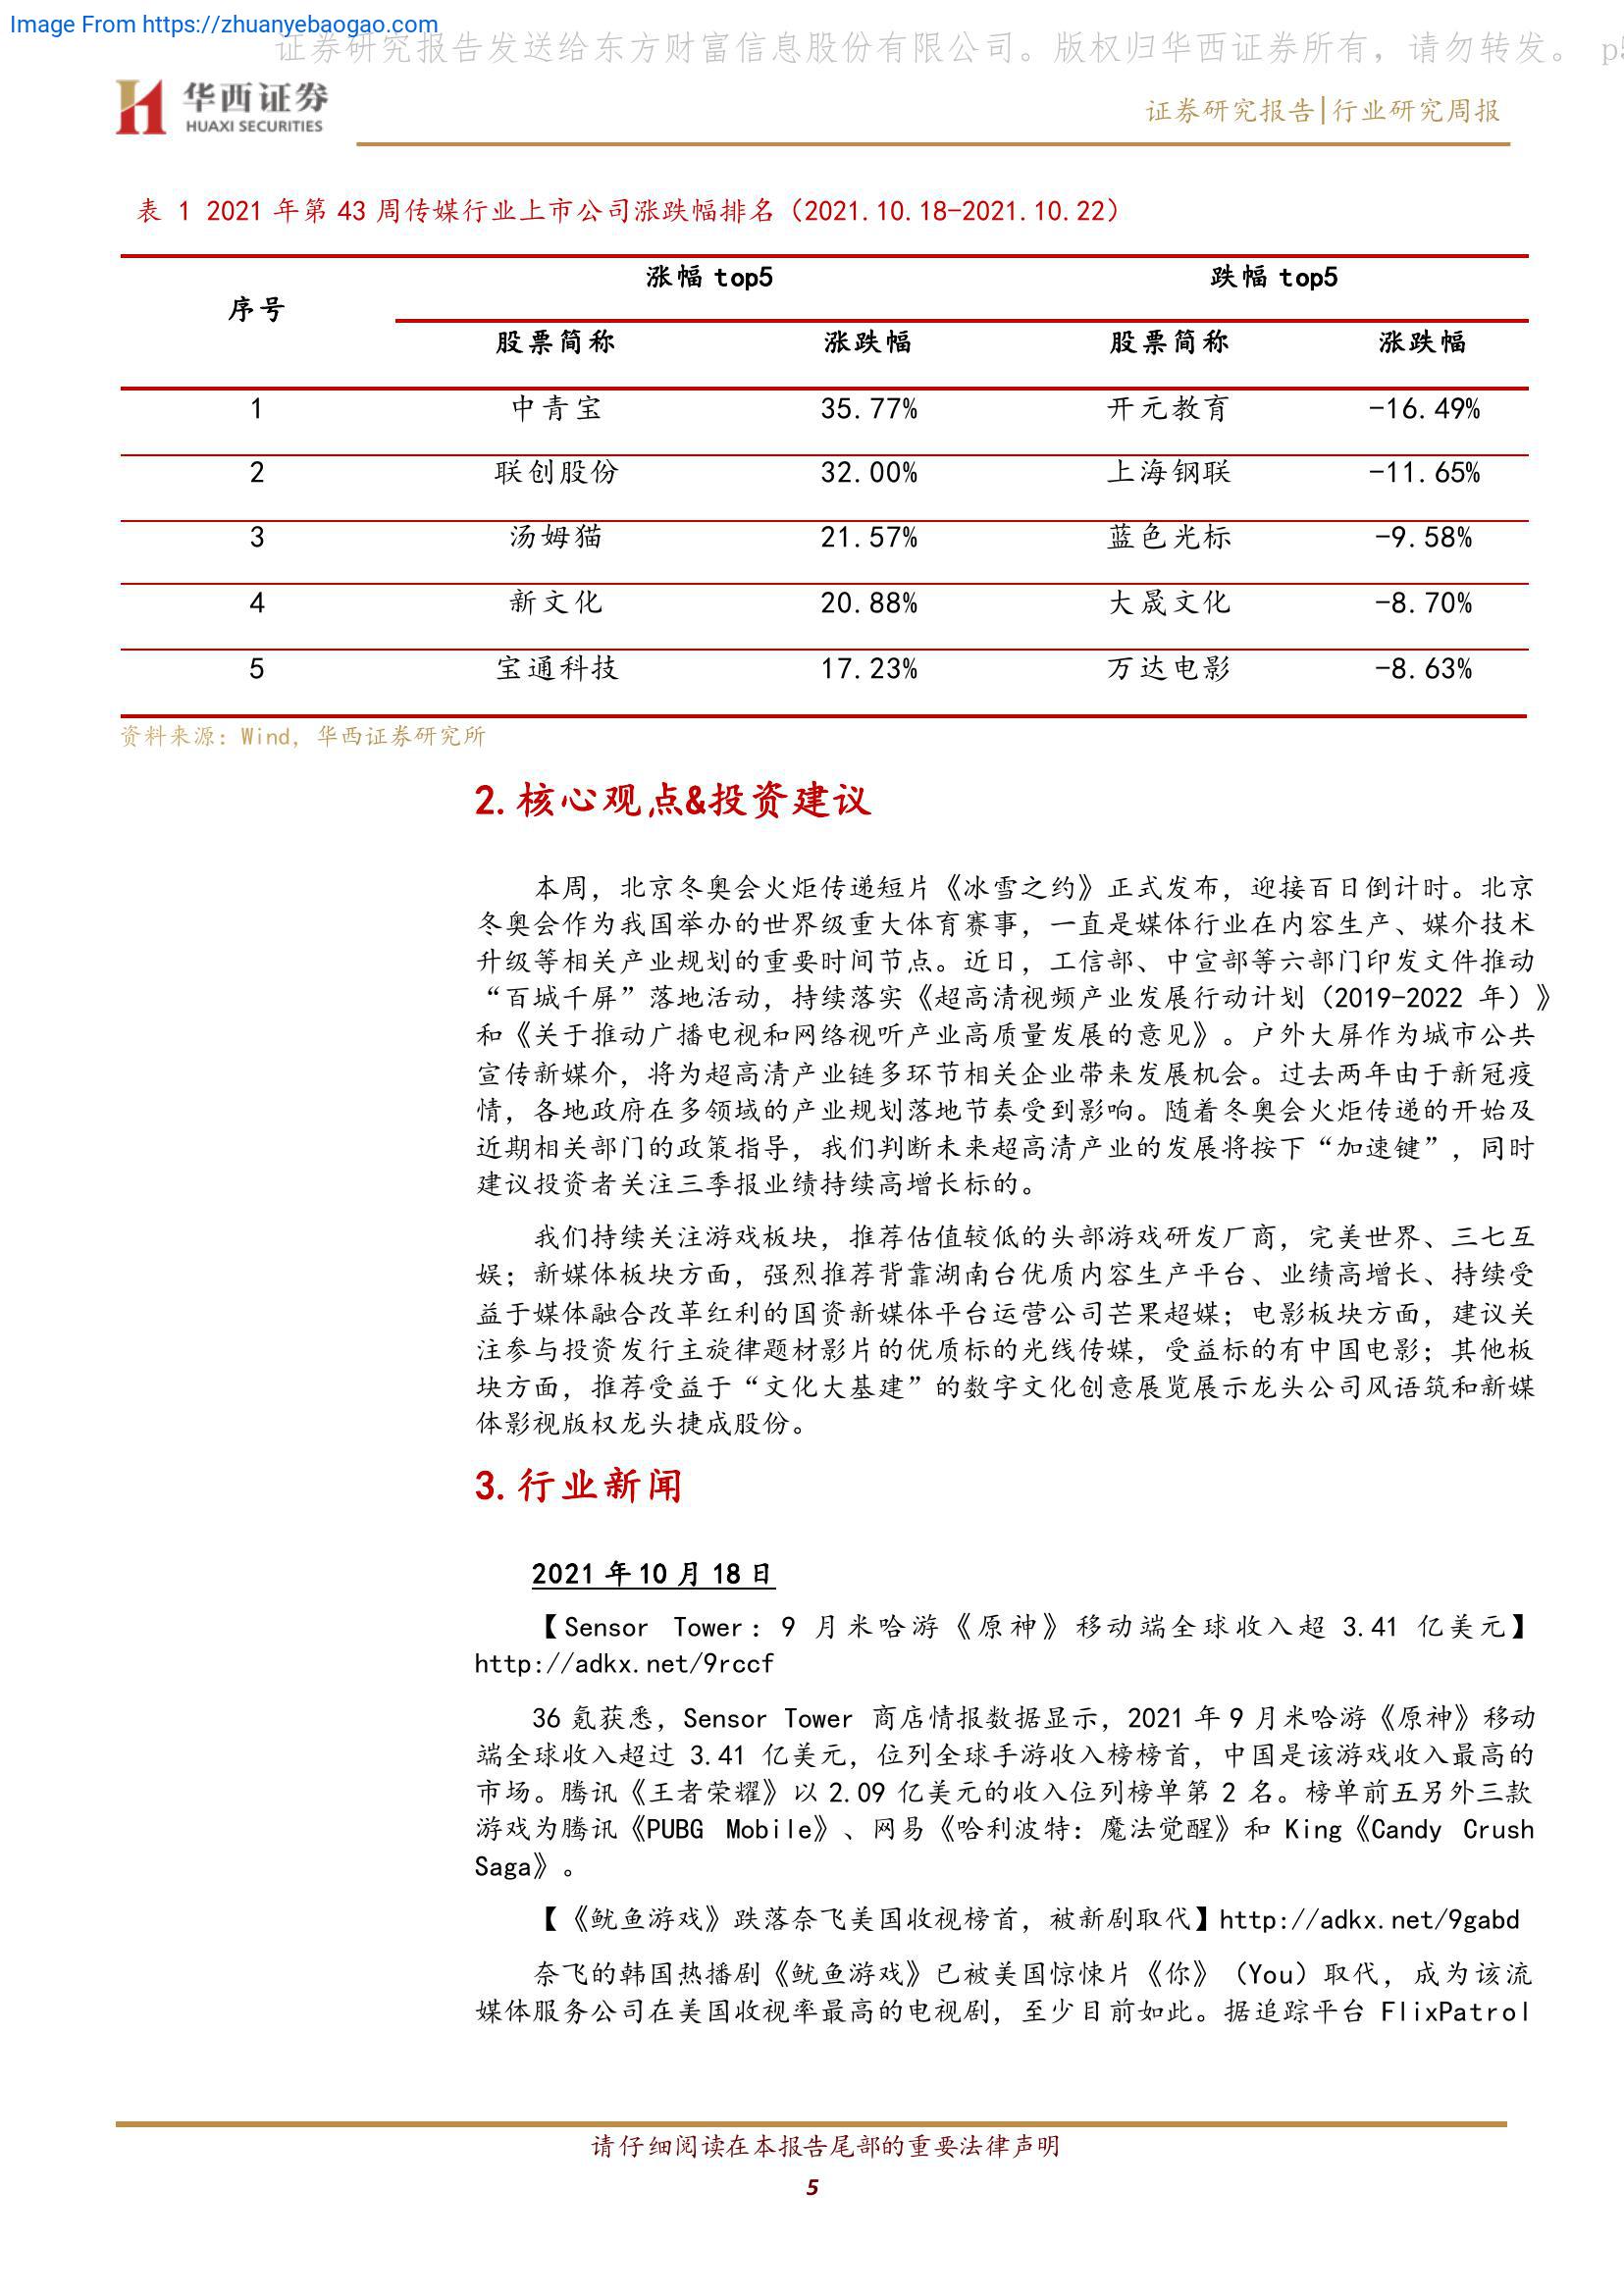 Image From https://zhuanyebaogao.com
证券研究报告发送给东方财富信息股份有限公司。版权归华西证券所有，请勿转发。 p5
华西证券
HUAXI SECURITIES
证券研究报告|行业研究周报
表 1 2021 年第 43 周传媒行业上市公司涨跌幅排名（2021.10.18-2021.10.22）
序号 涨幅 top5 跌幅 top5
股票简称 涨跌幅 股票简称 涨跌幅
1 中青宝 35.77% 开元教育 -16.49%
2 联创股份 32.00% 上海钢联 -11.65%
3 汤姆猫 21.57% 蓝色光标 -9.58%
4 新文化 20.88% 大晟文化 -8.70%
5 宝通科技 17.23% 万达电影 -8.63%
资料来源：Wind，华西证券研究所
2.核心观点&投资建议
本周，北京冬奥会火炬传递短片《冰雪之约》正式发布，迎接百日倒计时。北京
冬奥会作为我国举办的世界级重大体育赛事，一直是媒体行业在内容生产、媒介技术
升级等相关产业规划的重要时间节点。近日，工信部、中宣部等六部门印发文件推动
“百城千屏”落地活动，持续落实《超高清视频产业发展行动计划（2019-2022 年）》
和《关于推动广播电视和网络视听产业高质量发展的意见》。户外大屏作为城市公共
宣传新媒介，将为超高清产业链多环节相关企业带来发展机会。过去两年由于新冠疫
情，各地政府在多领域的产业规划落地节奏受到影响。随着冬奥会火炬传递的开始及
近期相关部门的政策指导，我们判断未来超高清产业的发展将按下“加速键”，同时
建议投资者关注三季报业绩持续高增长标的。
我们持续关注游戏板块，推荐估值较低的头部游戏研发厂商，完美世界、三七互
娱；新媒体板块方面，强烈推荐背靠湖南台优质内容生产平台、业绩高增长、持续受
益于媒体融合改革红利的国资新媒体平台运营公司芒果超媒；电影板块方面，建议关
注参与投资发行主旋律题材影片的优质标的光线传媒，受益标的有中国电影；其他板
块方面，推荐受益于“文化大基建”的数字文化创意展览展示龙头公司风语筑和新媒
体影视版权龙头捷成股份。
3.行业新闻
2021 年 10 月 18 日
【Sensor Tower：9 月米哈游《原神》移动端全球收入超 3.41 亿美元】
http://adkx.net/9rccf
36 氪获悉，Sensor Tower 商店情报数据显示，2021 年 9 月米哈游《原神》移动
端全球收入超过 3.41 亿美元，位列全球手游收入榜榜首，中国是该游戏收入最高的
市场。腾讯《王者荣耀》以 2.09 亿美元的收入位列榜单第 2 名。榜单前五另外三款
游戏为腾讯《PUBG Mobile》、网易《哈利波特：魔法觉醒》和 King《Candy Crush
Saga》。
【《鱿鱼游戏》跌落奈飞美国收视榜首，被新剧取代】http://adkx.net/9gabd
奈飞的韩国热播剧《鱿鱼游戏》已被美国惊悚片《你》（You）取代，成为该流
媒体服务公司在美国收视率最高的电视剧，至少目前如此。据追踪平台 FlixPatrol
请仔细阅读在本报告尾部的重要法律声明
5